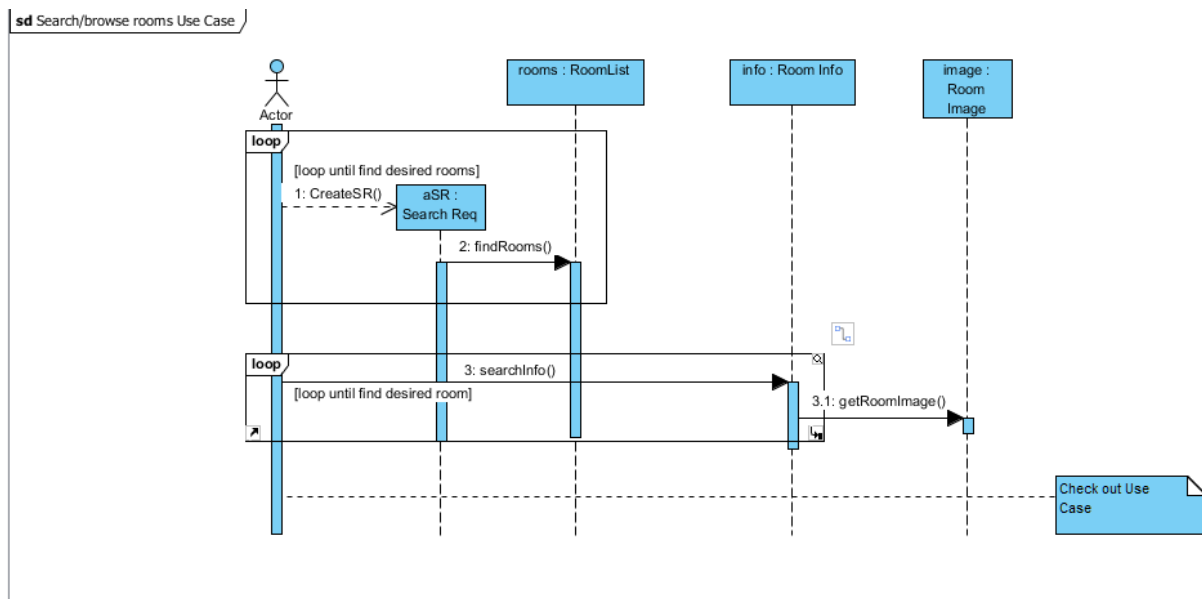 sd Search/browse rooms Use Case
Actor
rooms : RoomList
info : Room Info
image :
Room
Image
loop
[loop until find desired rooms]
1: CreateSR()
aSR :
Search Req
2: findRooms()
loop
3: searchInfo()
[loop until find desired room]
3.1: getRoomImage()
Check out Use
Case